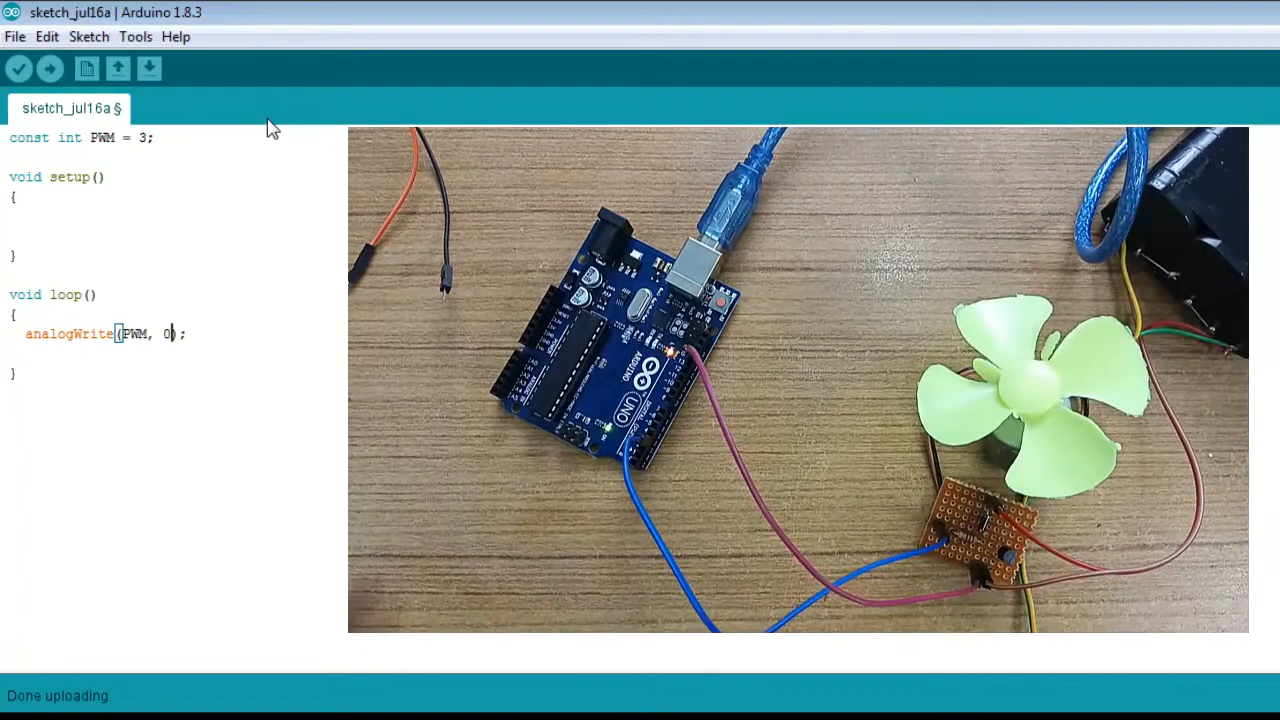 sketch_jul16a | Arduino 1.8.3
File Edit Sketch Tools Help
sketch_jul16a §
const int PWM = 3;
void setup()
{
}
void loop()
{
analogWrite(PWM, 0);
}
ARDUINO
UNO
Done uploading.